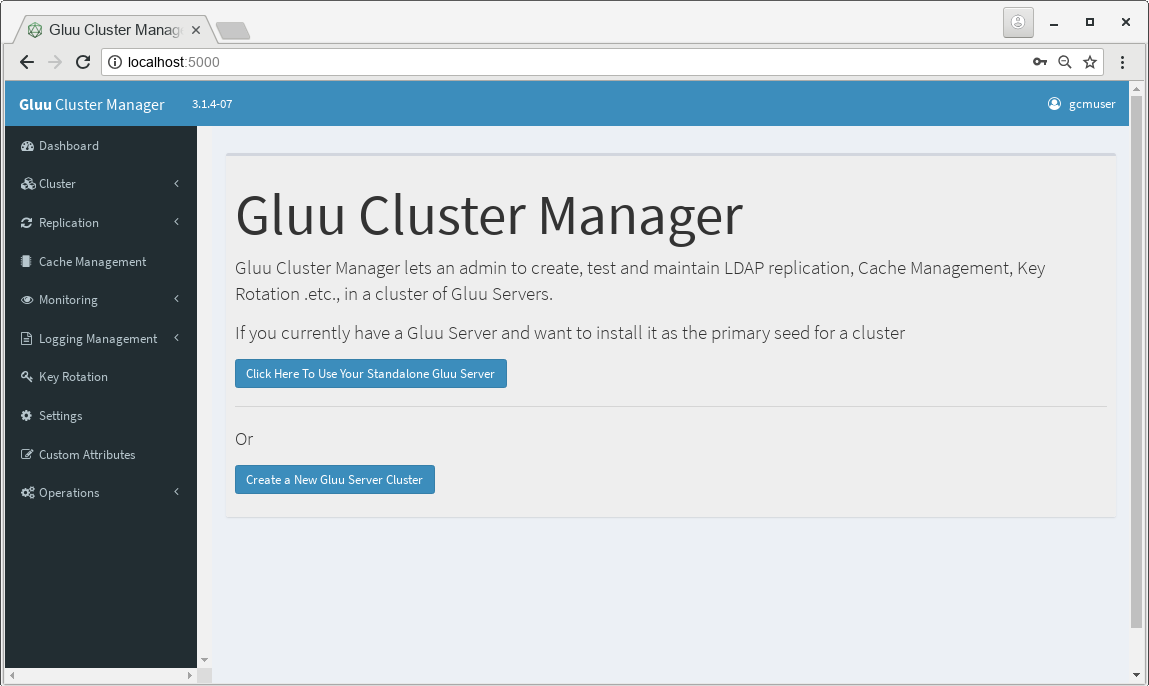 Gluu Cluster Manag
localhost:5000
Gluu Cluster Manager 3.1.4-07 gcmuser
Dashboard
Cluster
Replication
Cache Management
Monitoring
Logging Management
Key Rotation
Settings
Custom Attributes
Operations
Gluu Cluster Manager
Gluu Cluster Manager lets an admin to create, test and maintain LDAP replication, Cache Management, Key
Rotation .etc., in a cluster of Gluu Servers.
If you currently have a Gluu Server and want to install it as the primary seed for a cluster
Click Here To Use Your Standalone Gluu Server
Or
Create a New Gluu Server Cluster